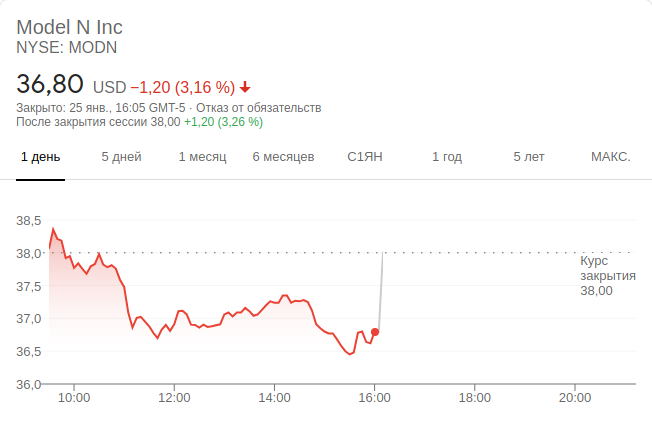 Model N Inc
NYSE: MODN
36,80 USD −1,20 (3,16 %)
Закрыто: 25 янв., 16:05 GMT-5 · Отказ от обязательств
После закрытия сессии 38,00 +1,20 (3,26 %)
1 день 5 дней 1 месяц 6 месяцев С1ЯН 1 год 5 лет МАКС.
38,5
38,0
Курс
закрытия
38,00
37,5
37,0
36,5
36,0
10:00 12:00 14:00 16:00 18:00 20:00